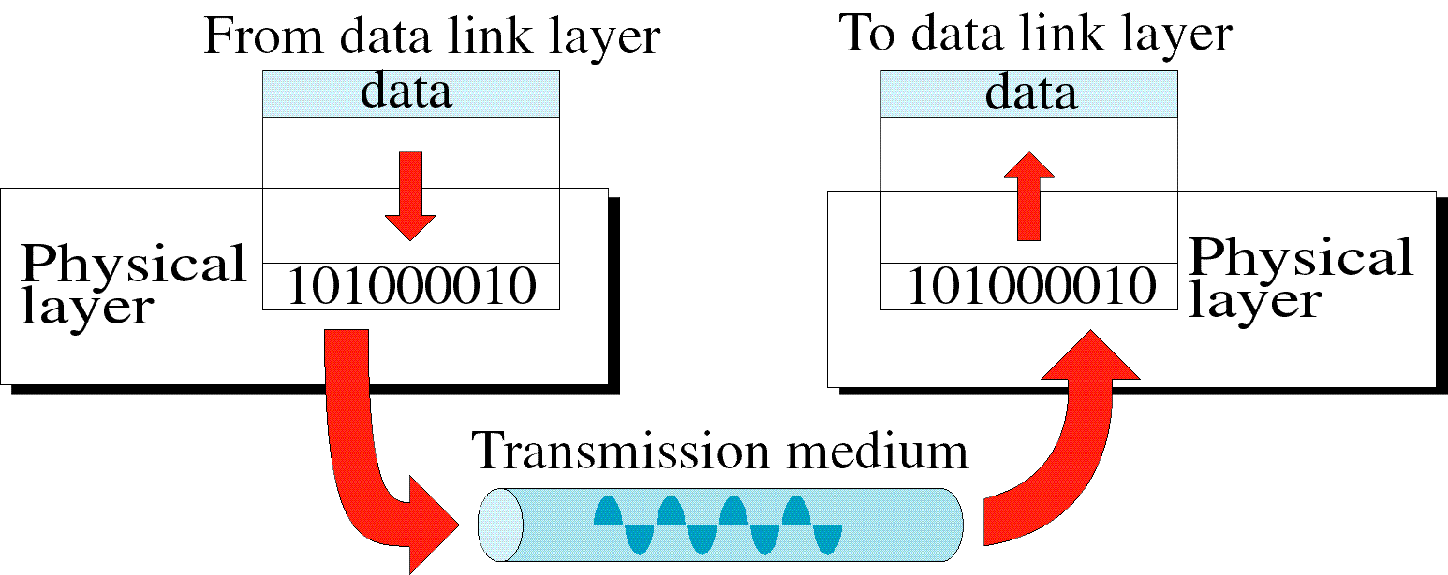 From data link layer
data
Physical
layer
101000010
To data link layer
data
101000010
Physical
layer
Transmission medium